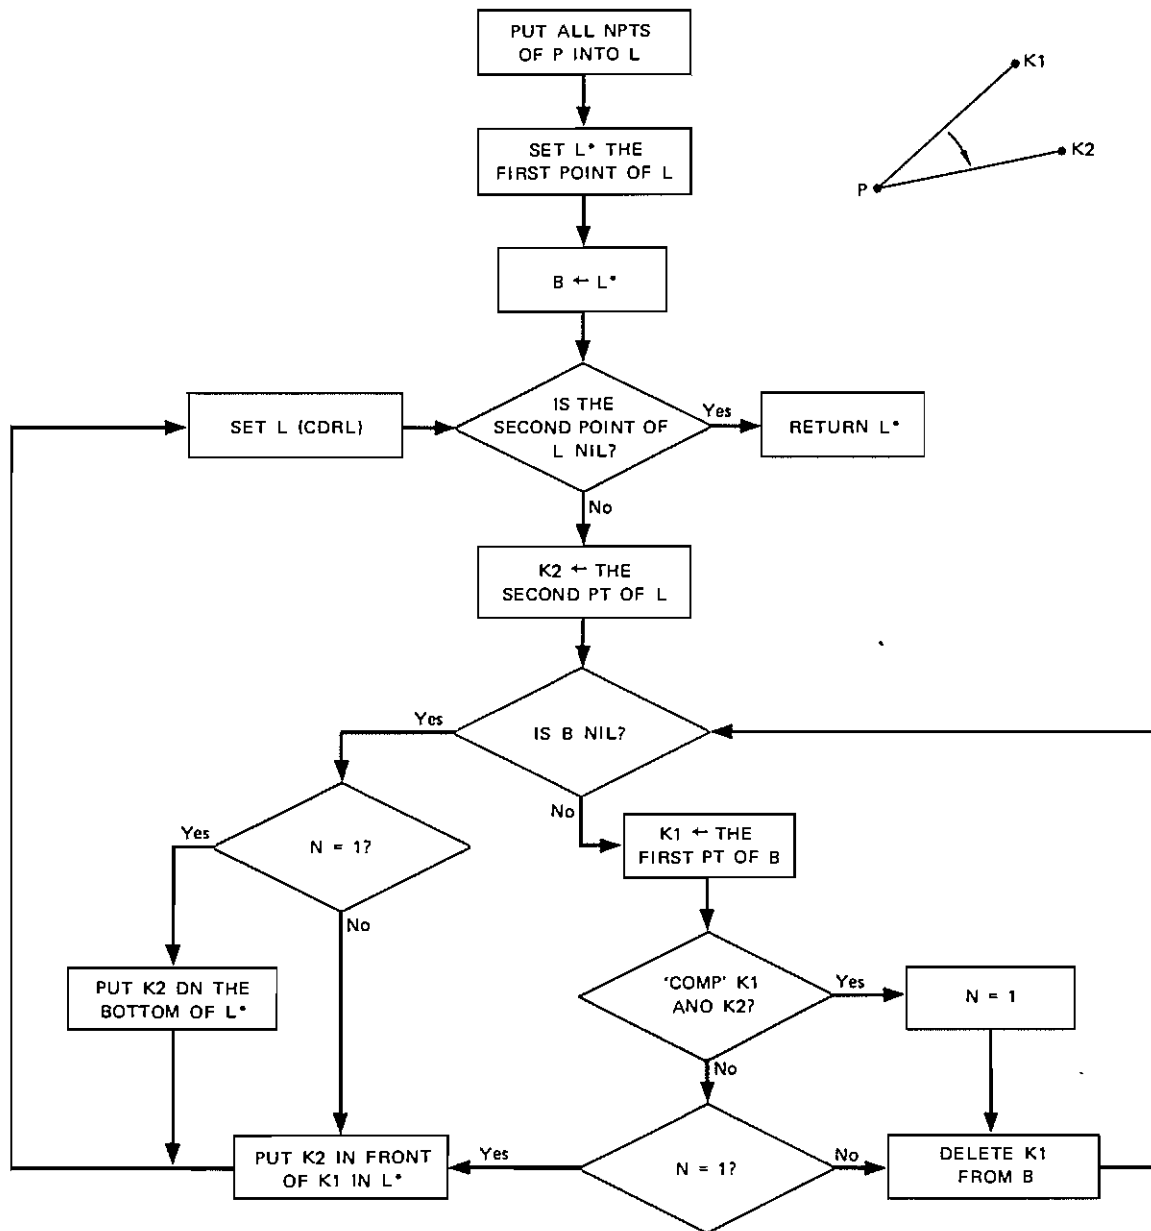 PUT ALL NPTS
OF P INTO L
K1
K2
P
SET L* THE
FIRST POINT OF L
B ← L*
SET L (CDRL)
IS THE
SECOND POINT OF
L NIL?
Yes
RETURN L*
No
K2 ← THE
SECOND PT OF L
Yes
IS B NIL?
No
Yes
N = 1?
No
K1 ← THE
FIRST PT OF B
PUT K2 DN THE
BOTTOM OF L*
'COMP' K1
ANO K2?
Yes
N = 1
No
PUT K2 IN FRONT
OF K1 IN L*
Yes
N = 1?
No
DELETE K1
FROM B